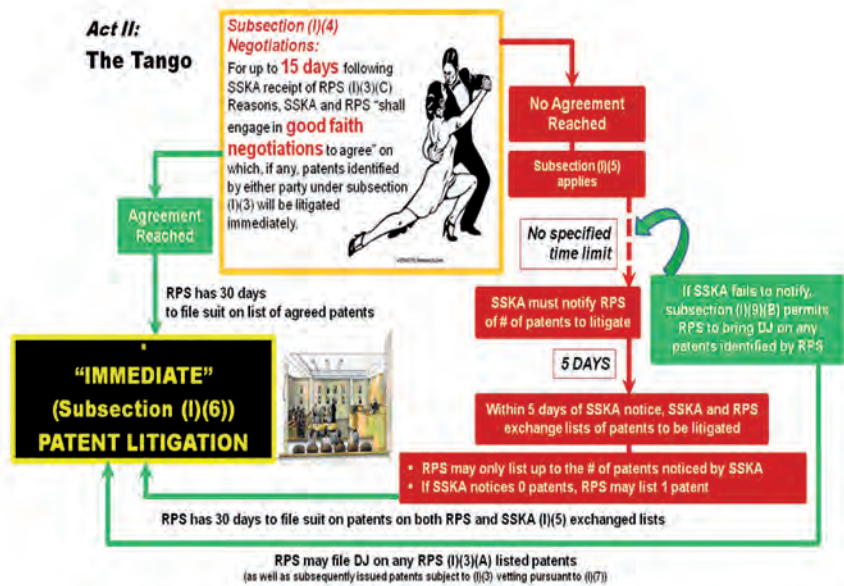 Act II:
The Tango
Subsection (l)(4)
Negotiations:
For up to 15 days following
SSKA receipt of RPS (l)(3)(C)
Reasons, SSKA and RPS “shall
engage in good faith
negotiations to agree” on
which, if any, patents identified
by either party under subsection
(l)(3) will be litigated
immediately.
No Agreement
Reached
Subsection (l)(5)
applies
Agreement
Reached
No specified
time limit
RPS has 30 days
to file suit on list of agreed patents
SSKA must notify RPS
of # of patents to litigate
If SSKA fails to notify,
subsection (l)(9)(B) permits
RPS to bring DJ on any
patents identified by RPS
“IMMEDIATE”
(Subsection (l)(6))
PATENT LITIGATION
5 DAYS
Within 5 days of SSKA notice, SSKA and RPS
exchange lists of patents to be litigated
• RPS may only list up to the # of patents noticed by SSKA
• If SSKA notices 0 patents, RPS may list 1 patent
RPS has 30 days to file suit on patents on both RPS and SSKA (l)(5) exchanged lists
RPS may file DJ on any RPS (l)(3)(A) listed patents
(as well as subsequently issued patents subject to (l)(3) vetting pursuant to (l)(7))